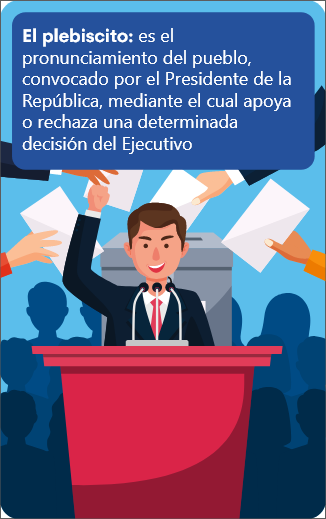 El plebiscito: es el
pronunciamiento del pueblo,
convocado por el Presidente de la
República, mediante el cual apoya
o rechaza una determinada
decisión del Ejecutivo